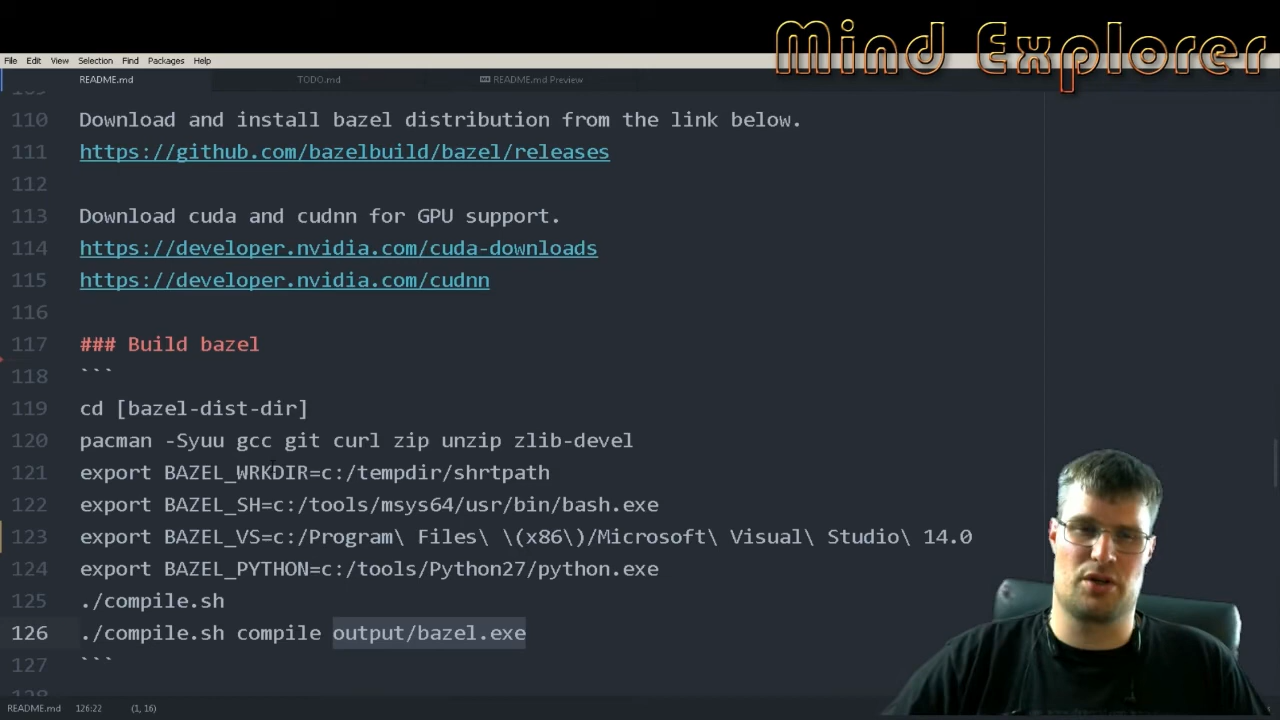 Mind Explorer
File Edit View Selection Find Packages Help
README.md TODO.md README.md Preview
110 Download and install bazel distribution from the link below.
111 https://github.com/bazelbuild/bazel/releases
112
113 Download cuda and cudnn for GPU support.
114 https://developer.nvidia.com/cuda-downloads
115 https://developer.nvidia.com/cudnn
116
117 ### Build bazel
118 ```
119 cd [bazel-dist-dir]
120 pacman -Syuu gcc git curl zip unzip zlib-devel
121 export BAZEL_WRKDIR=c:/tempdir/shrtpath
122 export BAZEL_SH=c:/tools/msys64/usr/bin/bash.exe
123 export BAZEL_VS=c:/Program\ Files\ \(x86\)/Microsoft\ Visual\ Studio\ 14.0
124 export BAZEL_PYTHON=c:/tools/Python27/python.exe
125 ./compile.sh
126 ./compile.sh compile output/bazel.exe
127 ```
README.md 126:22 (1, 16)